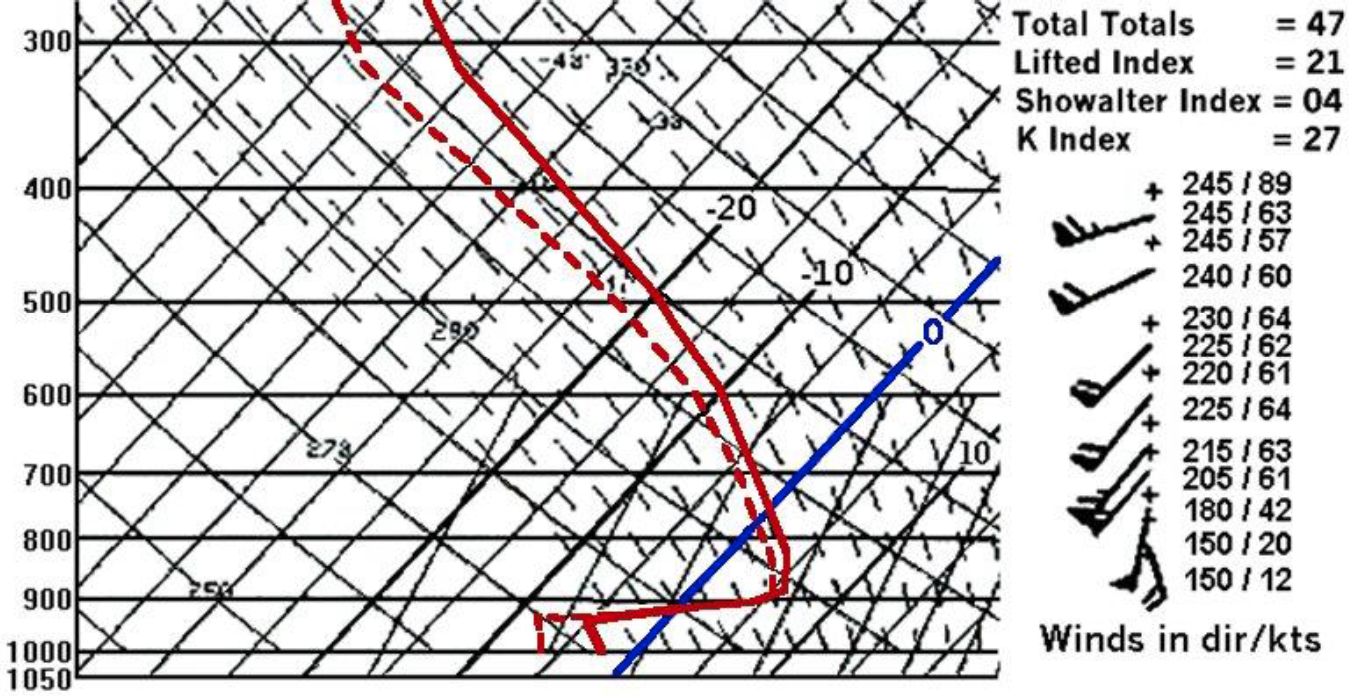 300
400
500
600
700
800
900
1000
1050
-20
-10
0
10
290
250
Total Totals = 47
Lifted Index = 21
Showalter Index = 04
K Index = 27
245 / 89
245 / 63
245 / 57
240 / 60
230 / 64
225 / 62
220 / 61
225 / 64
215 / 63
205 / 61
180 / 42
150 / 20
150 / 12
Winds in dir/kts